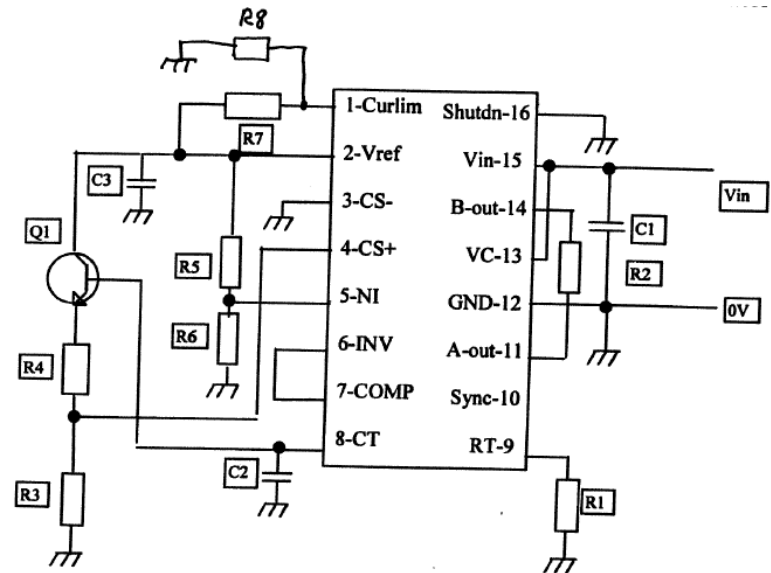 R8
1-Curlim
Shutdn-16
R7
2-Vref
Vin-15
C3
Vin
3-CS-
B-out-14
Q1
C1
4-CS+
VC-13
R5
R2
5-NI
GND-12
0V
R6
6-INV
A-out-11
R4
7-COMP
Sync-10
8-CT
RT-9
C2
R3
R1